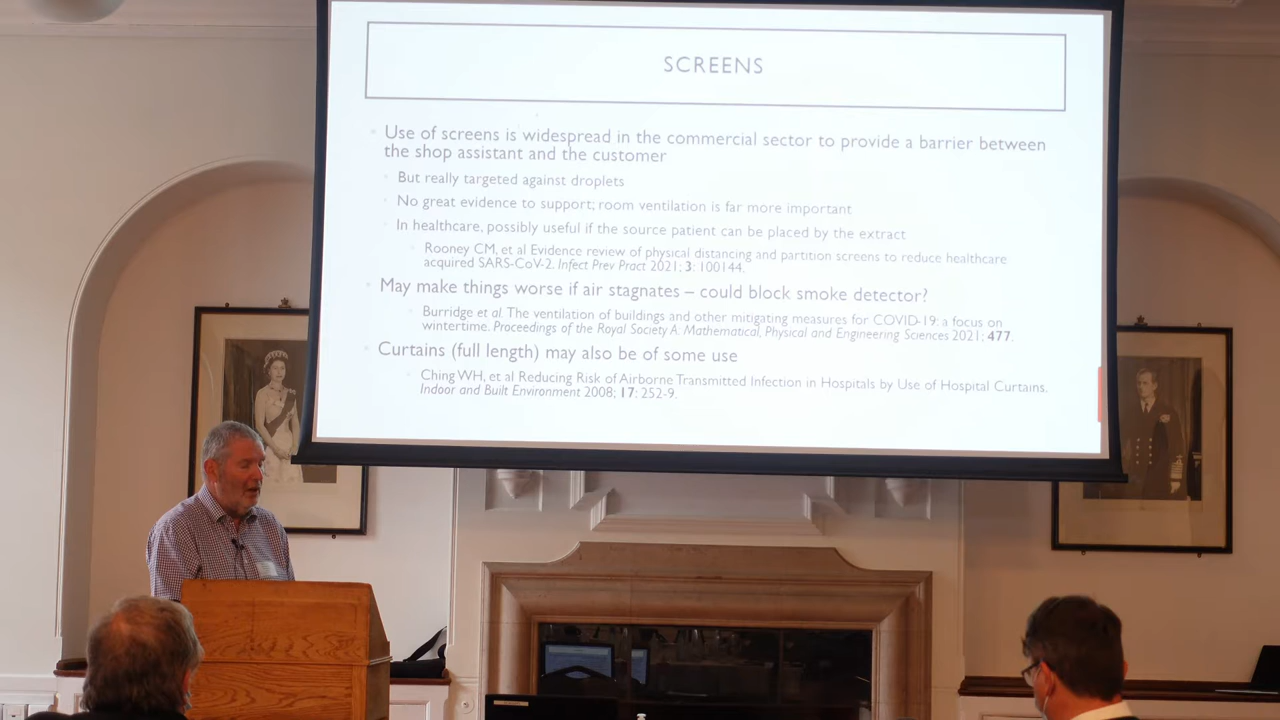 SCREENS
Use of screens is widespread in the commercial sector to provide a barrier between
the shop assistant and the customer
But really targeted against droplets
No great evidence to support; room ventilation is far more important
In healthcare, possibly useful if the source patient can be placed by the extract
Rooney CM, et al Evidence review of physical distancing and partition screens to reduce healthcare
acquired SARS-CoV-2. Infect Prev Pract 2021; 3: 100144.
May make things worse if air stagnates – could block smoke detector?
Burridge et al. The ventilation of buildings and other mitigating measures for COVID-19: a focus on
wintertime. Proceedings of the Royal Society A. Mathematical, Physical and Engineering Sciences 2021; 477.
Curtains (full length) may also be of some use
Ching WH, et al Reducing Risk of Airborne Transmitted Infection in Hospitals by Use of Hospital Curtains.
Indoor and Built Environment 2008; 17: 252-9.